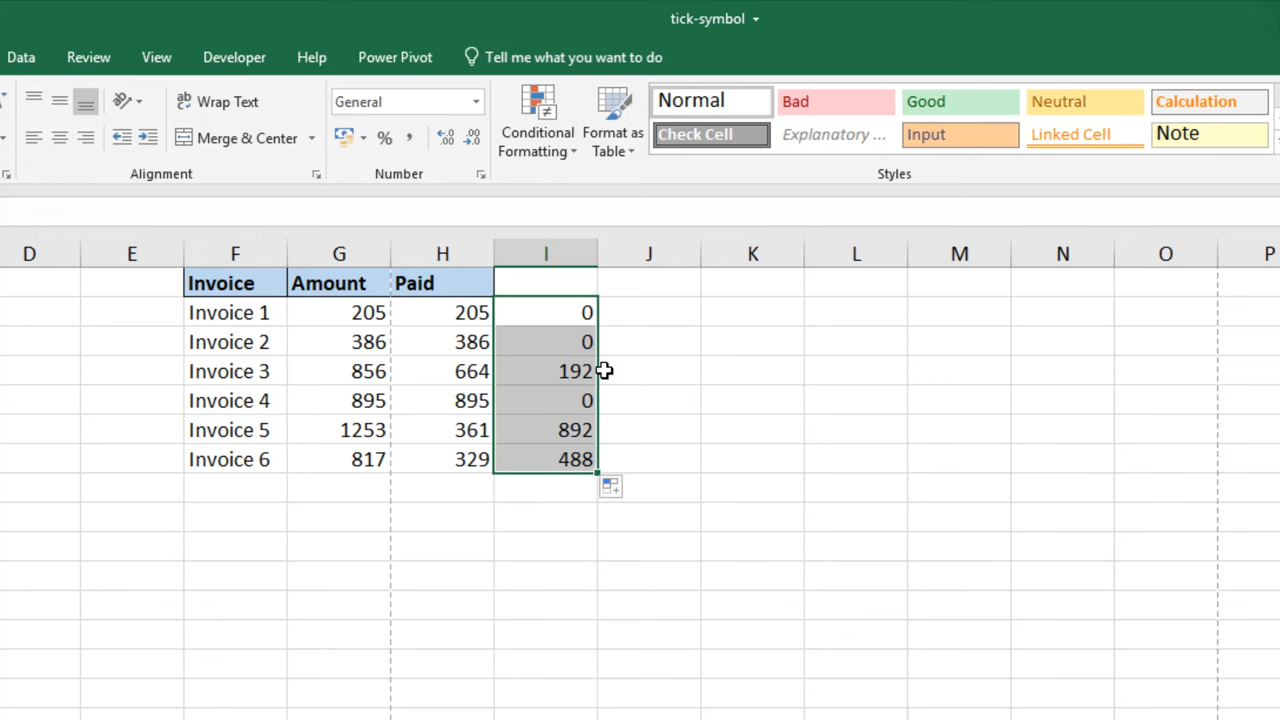 tick-symbol
Data Review View Developer Help Power Pivot Tell me what you want to do
ab Wrap Text
General
Merge & Center
% ,
Conditional Formatting
Format as Table
Normal Bad Good Neutral Calculation
Check Cell Explanatory ... Input Linked Cell Note
Alignment Number Styles
D E F G H I J K L M N O P
Invoice Amount Paid
Invoice 1 205 205 0
Invoice 2 386 386 0
Invoice 3 856 664 192
Invoice 4 895 895 0
Invoice 5 1253 361 892
Invoice 6 817 329 488